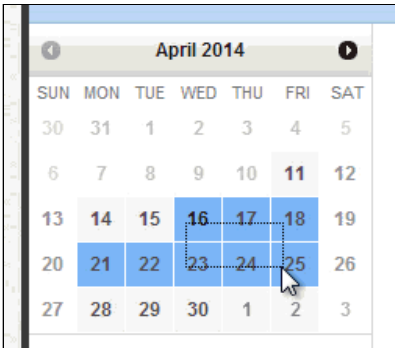 April 2014
SUN MON TUE WED THU FRI SAT
30 31 1 2 3 4 5
6 7 8 9 10 11 12
13 14 15 16 17 18 19
20 21 22 23 24 25 26
27 28 29 30 1 2 3